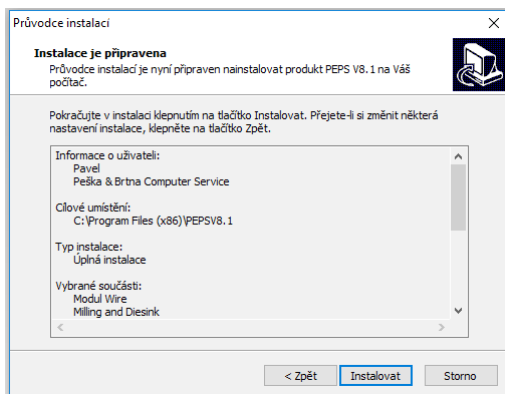 Průvodce instalací
Instalace je připravena
Průvodce instalací je nyní připraven nainstalovat produkt PEPS V8.1 na Váš
počítač.
Pokračujte v instalaci klepnutím na tlačítko Instalovat. Přejete-li si změnit některá
nastavení instalace, klepněte na tlačítko Zpět.
Informace o uživateli:
Pavel
Peška & Brtna Computer Service
Cílové umístění:
C:\Program Files (x86)\PEPSV8.1
Typ instalace:
Úplná instalace
Vybrané součásti:
Modul Wire
Milling and Diesink
< Zpět
Instalovat
Storno